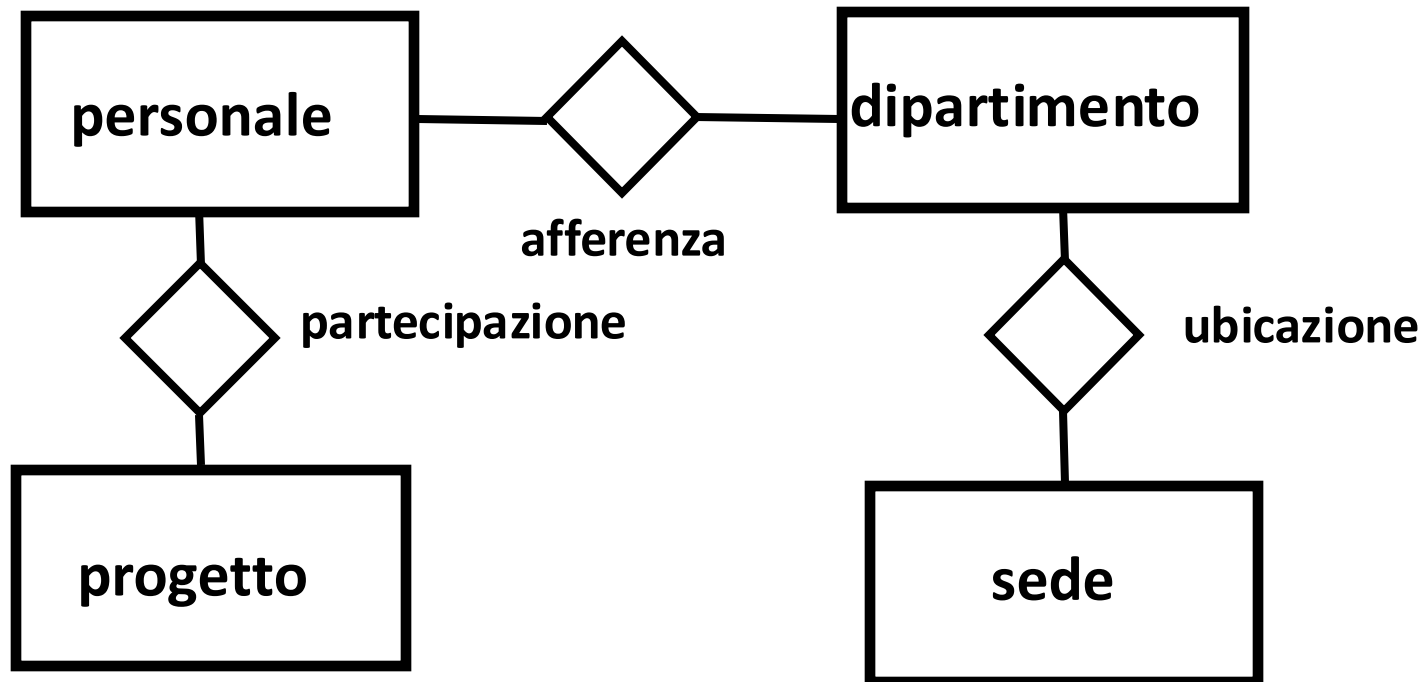 personale
dipartimento
afferenza
partecipazione
ubicazione
progetto
sede